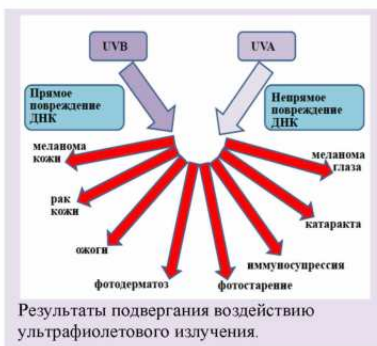 UVB
UVA
Прямое
повреждение
ДНК
Непрямое
повреждение
ДНК
меланома
кожи
меланома
глаза
рак
кожи
катаракта
ожоги
иммуносупрессия
фотодерматоз
фотостарение
Результаты подвергания воздействию
ультрафиолетового излучения.